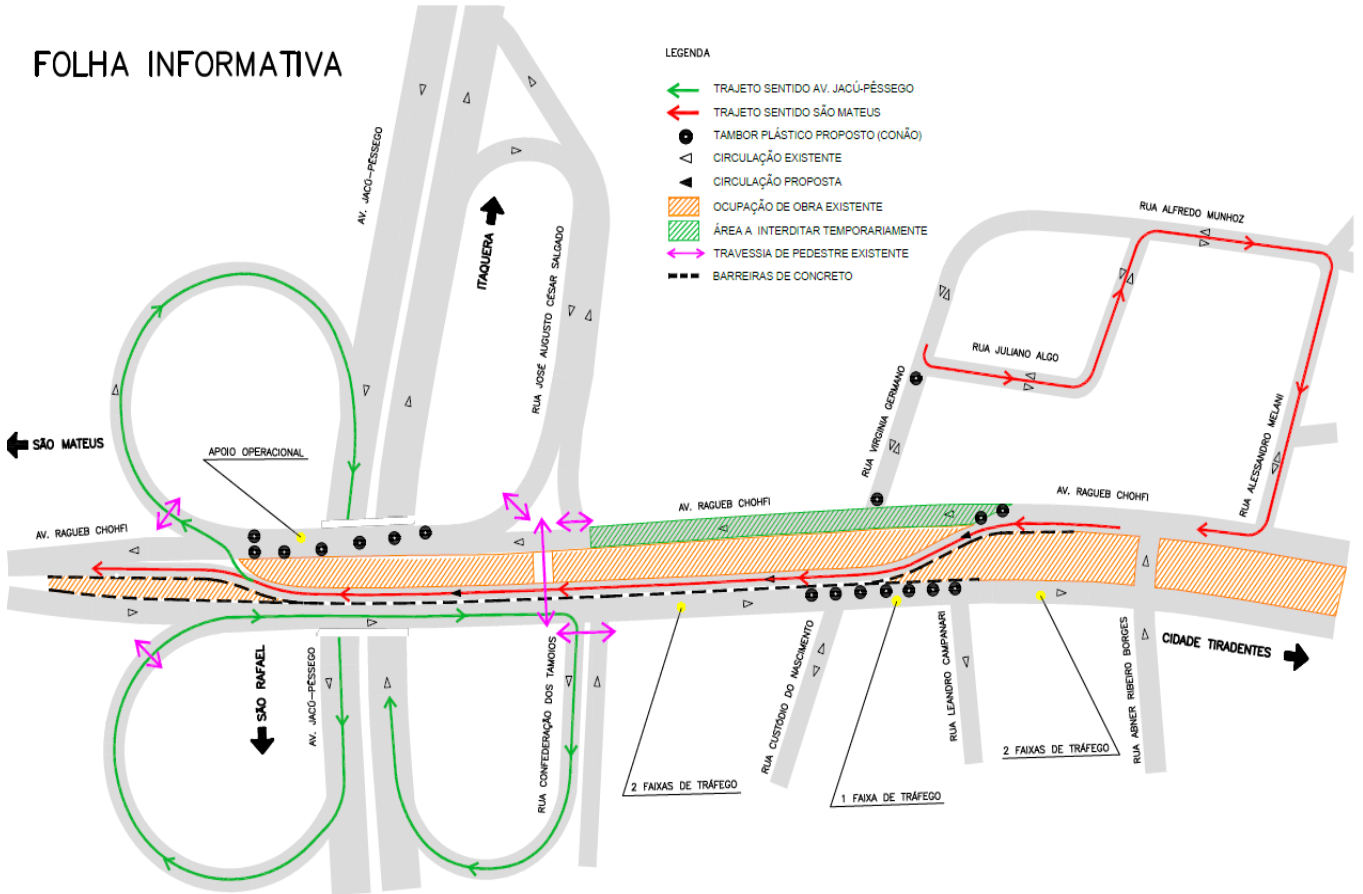 FOLHA INFORMATIVA
LEGENDA
TRAJETO SENTIDO AV. JACÚ-PÊSSEGO
TRAJETO SENTIDO SÃO MATEUS
TAMBOR PLÁSTICO PROPOSTO (CONÃO)
CIRCULAÇÃO EXISTENTE
CIRCULAÇÃO PROPOSTA
OCUPAÇÃO DE OBRA EXISTENTE
ÁREA A INTERDITAR TEMPORARIAMENTE
TRAVESSIA DE PEDESTRE EXISTENTE
BARREIRAS DE CONCRETO
AV. JACÚ-PÊSSEGO
ITAQUERA
RUA JOSÉ AUGUSTO CÉSAR SALGADO
RUA ALFREDO MUNHOZ
RUA JULIANO ALGO
RUA VIRGINIA GERMANO
RUA ALESSANDRO MELANI
SÃO MATEUS
APOIO OPERACIONAL
AV. RAGUEB CHOHFI
AV. RAGUEB CHOHFI
AV. RAGUEB CHOHFI
SÃO RAFAEL
AV. JACÚ-PÊSSEGO
RUA CONFEDERAÇÃO DOS TAMOIOS
RUA CUSTÓDIO DO NASCIMENTO
RUA LEANDRO CAMPANARI
RUA ABNER RIBEIRO BORGES
CIDADE TIRADENTES
2 FAIXAS DE TRÁFEGO
1 FAIXA DE TRÁFEGO
2 FAIXAS DE TRÁFEGO